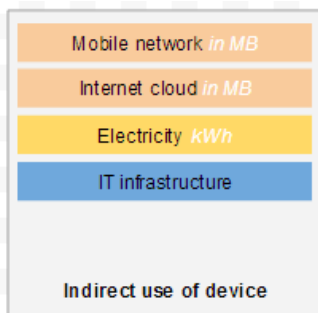 Mobile network in MB
Internet cloud in MB
Electricity kWh
IT infrastructure
Indirect use of device